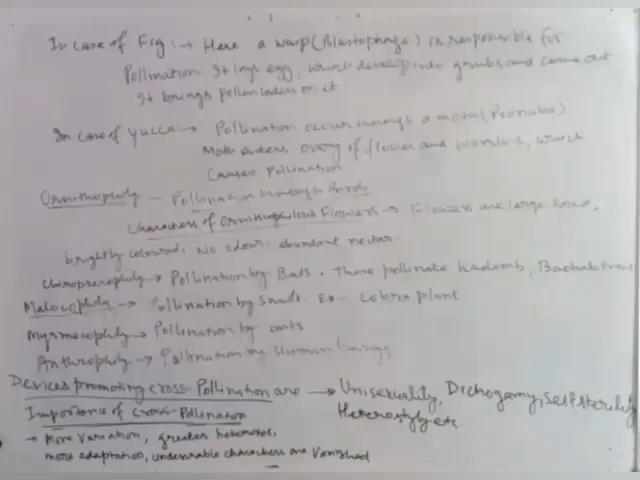 In case of Fig :→ Here a wasp (Blastophaga) is responsible for
Pollination It lays egg, which develop into grubs and come out
It brings pollen laden on it
In case of yucca → Pollination occur through a moth (Pronuba)
Moth enters ovary of flower and wanders, which
causes pollination
Ornithophily – Pollination through Birds
Characters of Ornithophilous Flowers → Flowers are large sized,
brightly coloured. No odour. abundant nectar.
Chiropterophily → Pollination by Bats. These pollinate Kadamb, Baobab trees
Malacophily → Pollination by Snails. Ex – Cobra plant
Myrmecophily → Pollination by ants
Anthrophily → Pollination by Human beings
Devices promoting cross-Pollination are → Unisexuality, Dichogamy, Self sterility
Heterostyly etc.
Importance of cross-Pollination
→ More variation, greater heterosis,
more adaptation, undesirable characters are Vanished